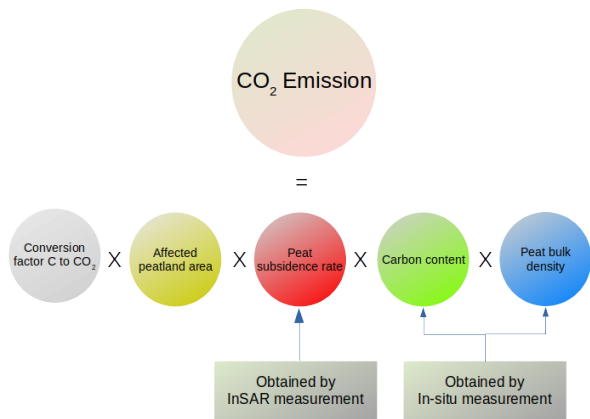 CO₂ Emission
=
Conversion
factor C to CO₂
X
Affected
peatland area
X
Peat
subsidence rate
X
Carbon content
X
Peat bulk
density
Obtained by
InSAR measurement
Obtained by
In-situ measurement